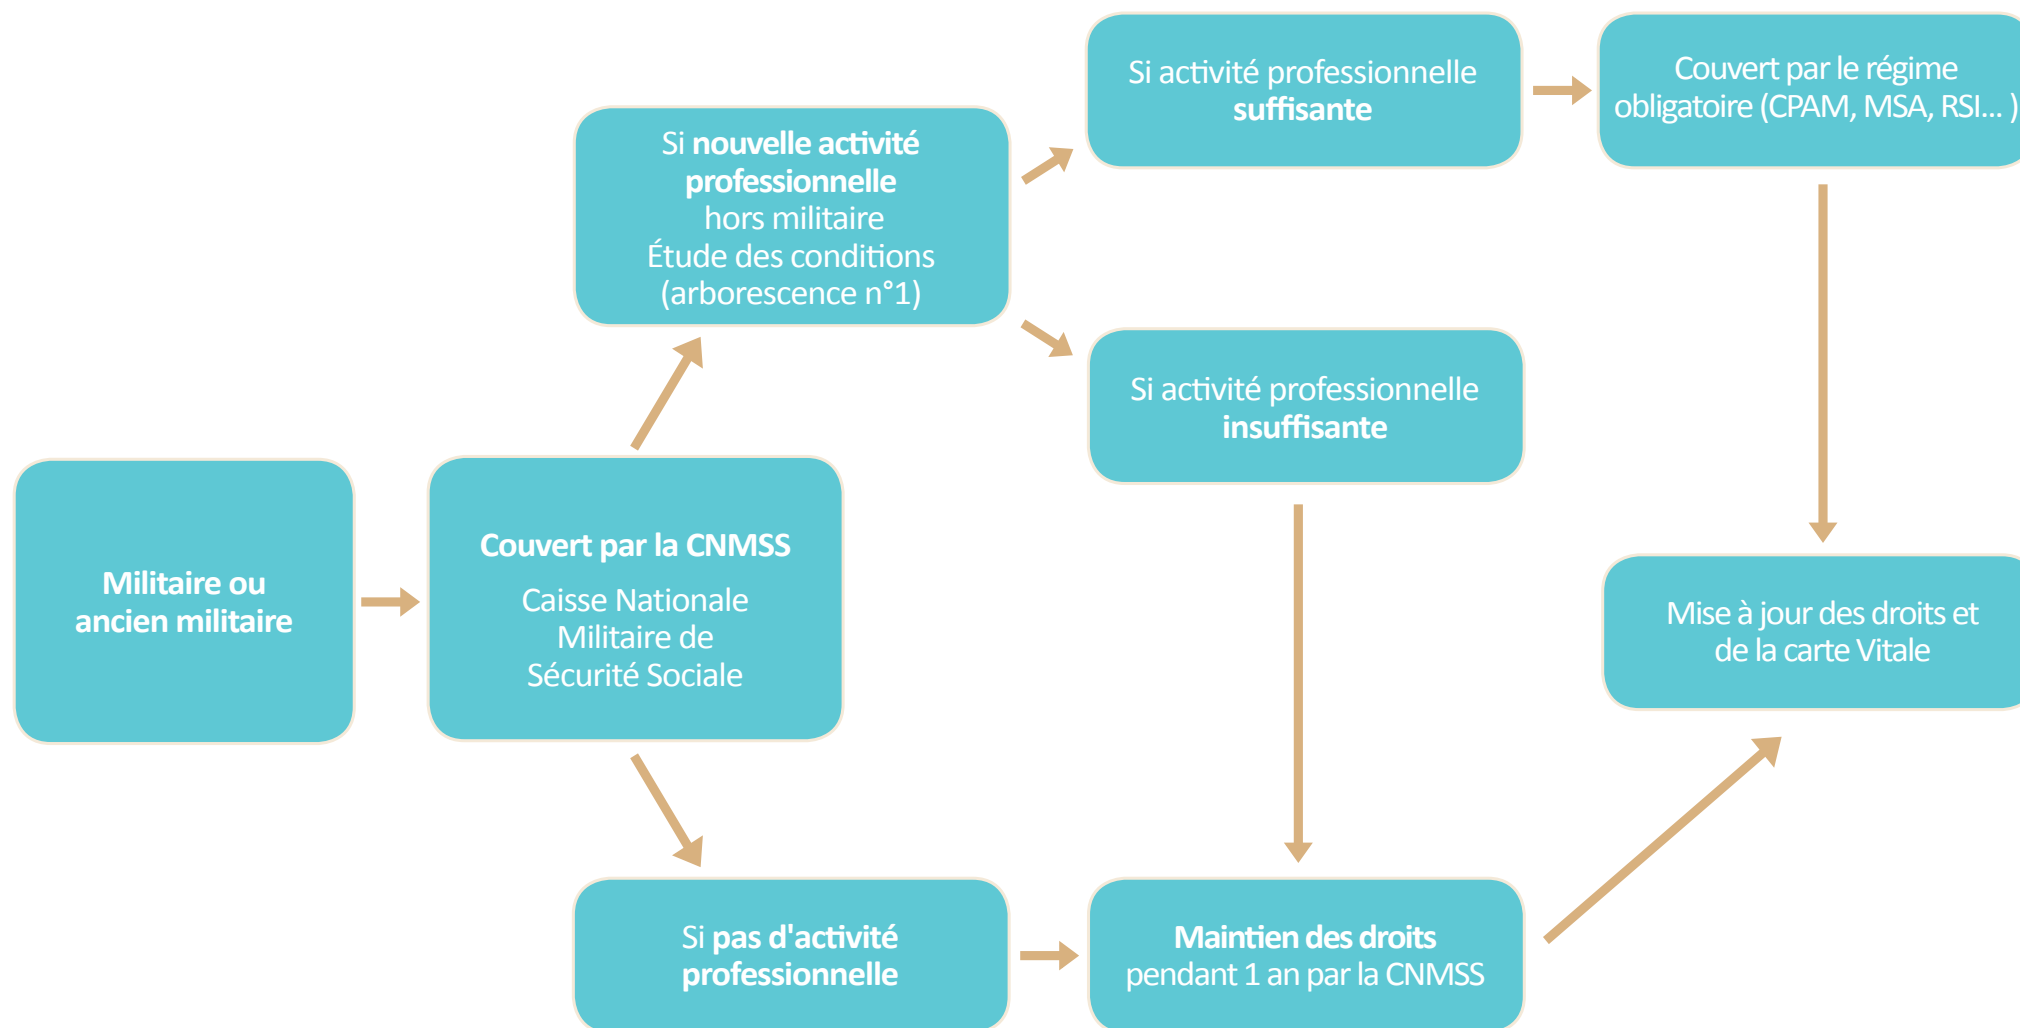 Militaire ou
ancien militaire
Couvert par la CNMSS
Caisse Nationale
Militaire de
Sécurité Sociale
Si nouvelle activité
professionnelle
hors militaire
Étude des conditions
(arborescence n°1)
Si activité professionnelle
suffisante
Couvert par le régime
obligatoire (CPAM, MSA, RSI... )
Si activité professionnelle
insuffisante
Mise à jour des droits et
de la carte Vitale
Si pas d'activité
professionnelle
Maintien des droits
pendant 1 an par la CNMSS